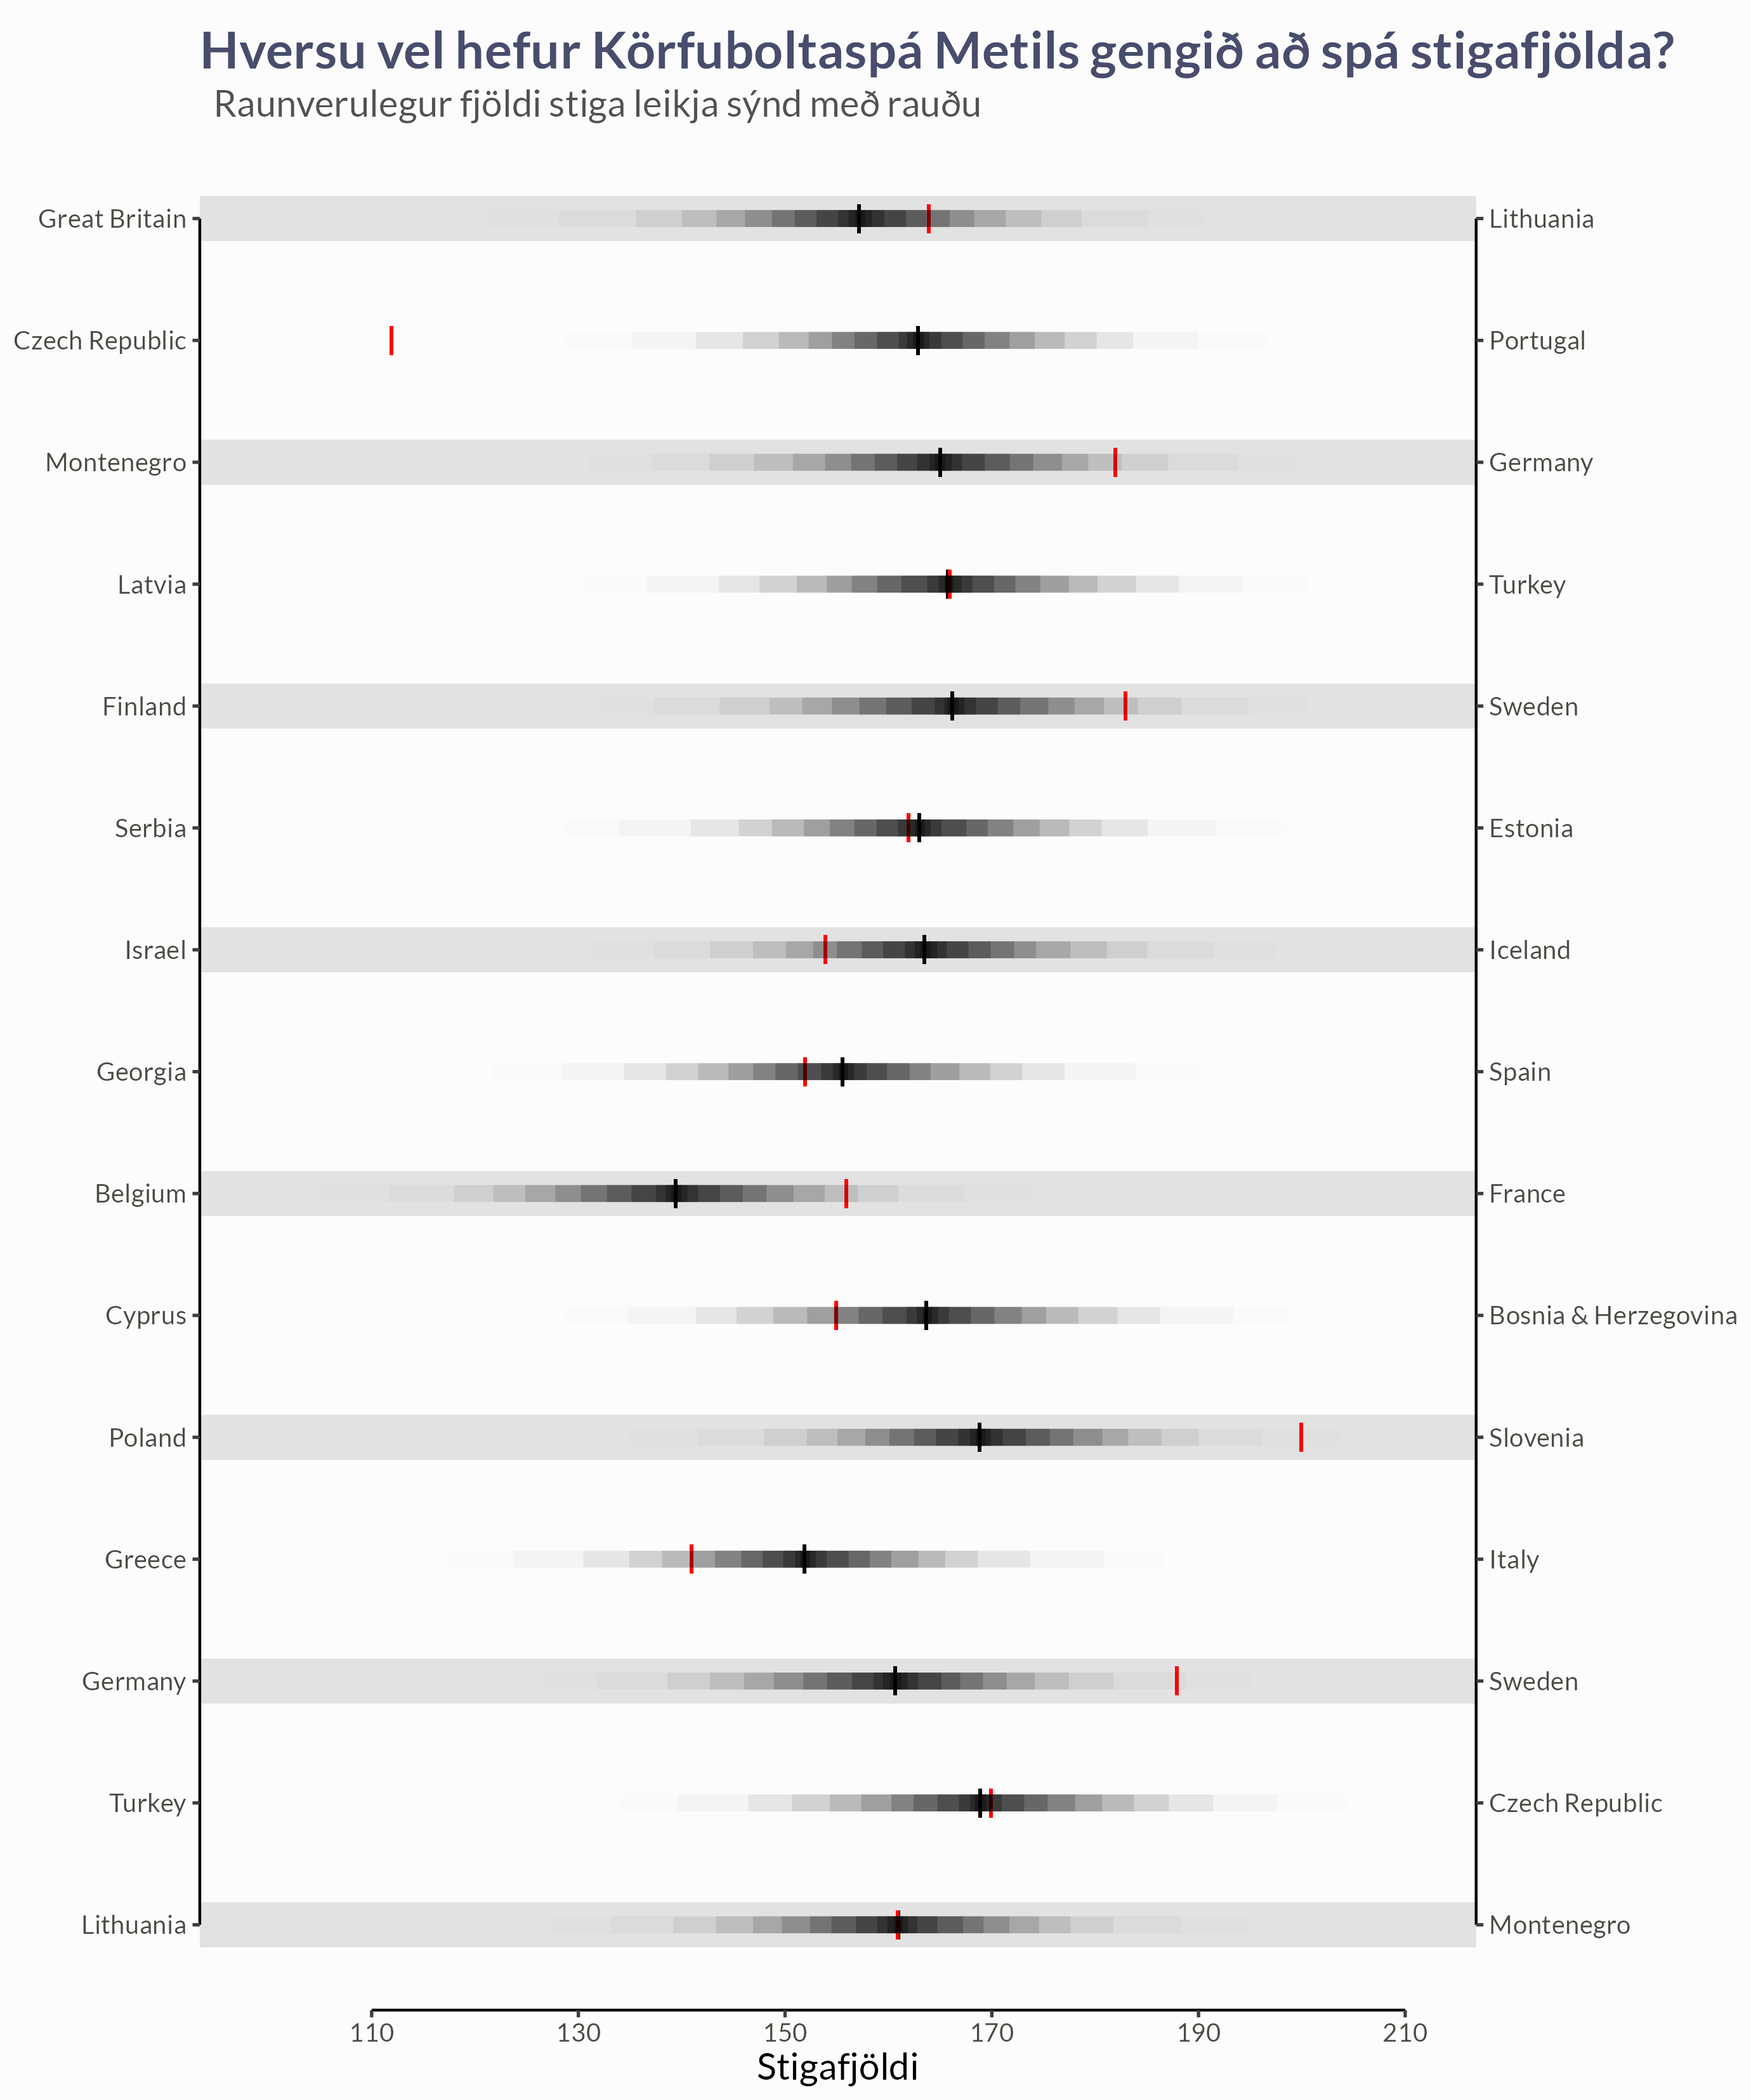 Hversu vel hefur Körfuboltaspá Metils gengið að spá stigafjölda?
Raunverulegur fjöldi stiga leikja sýnd með rauðu
Great Britain Lithuania
Czech Republic Portugal
Montenegro Germany
Latvia Turkey
Finland Sweden
Serbia Estonia
Israel Iceland
Georgia Spain
Belgium France
Cyprus Bosnia & Herzegovina
Poland Slovenia
Greece Italy
Germany Sweden
Turkey Czech Republic
Lithuania Montenegro
110 130 150 170 190 210
Stigafjöldi